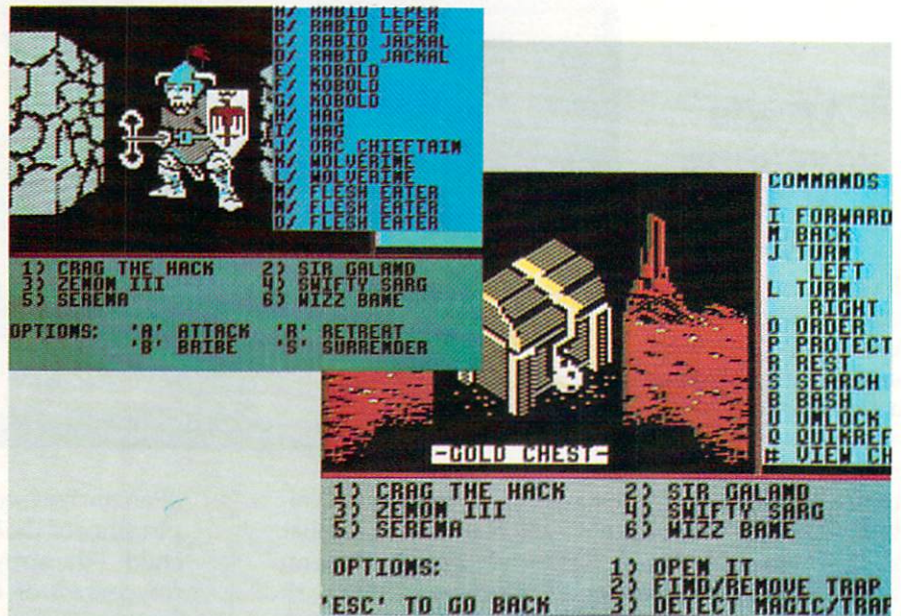 A/ RABID LEPER
B/ RABID LEPER
C/ RABID JACKAL
D/ RABID JACKAL
E/ KOBOLD
F/ KOBOLD
G/ KOBOLD
H/ HAG
I/ HAG
J/ ORC CHIEFTAIN
K/ WOLVERINE
L/ WOLVERINE
M/ FLESH EATER
N/ FLESH EATER
O/ FLESH EATER
1) CRAG THE HACK 2) SIR GALAND
3) ZENON III 4) SWIFTY SARG
5) SERENA 6) WIZZ BANE
OPTIONS: 'A' ATTACK 'R' RETREAT
'B' BRIBE 'S' SURRENDER
COMMANDS
I FORWARD
M BACK
J TURN
LEFT
L TURN
RIGHT
O ORDER
P PROTECT
R REST
S SEARCH
B BASH
U UNLOCK
Q QUIKREF
# VIEW CH
-GOLD CHEST-
1) CRAG THE HACK 2) SIR GALAND
3) ZENON III 4) SWIFTY SARG
5) SERENA 6) WIZZ BANE
OPTIONS: 1) OPEN IT
2) FIND/REMOVE TRAP
'ESC' TO GO BACK 3) DETECT MAGIC/TRAP